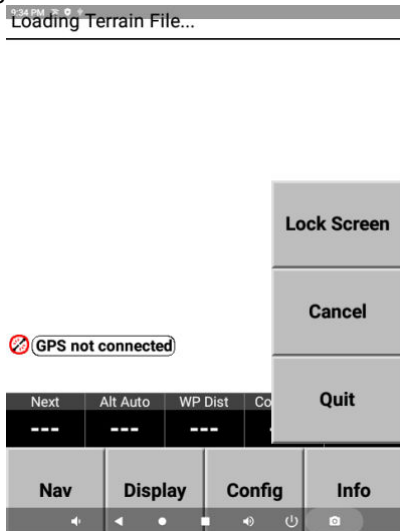 9:34 PM
Loading Terrain File...
Lock Screen
Cancel
GPS not connected
Quit
Next Alt Auto WP Dist Co
--- --- ---
Nav Display Config Info